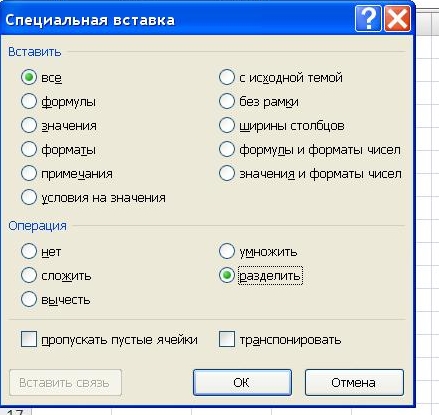 Специальная вставка
Вставить
все
с исходной темой
формулы
без рамки
значения
ширины столбцов
форматы
формулы и форматы чисел
примечания
значения и форматы чисел
условия на значения
Операция
нет
умножить
сложить
разделить
вычесть
пропускать пустые ячейки
транспонировать
Вставить связь
ОК
Отмена
17